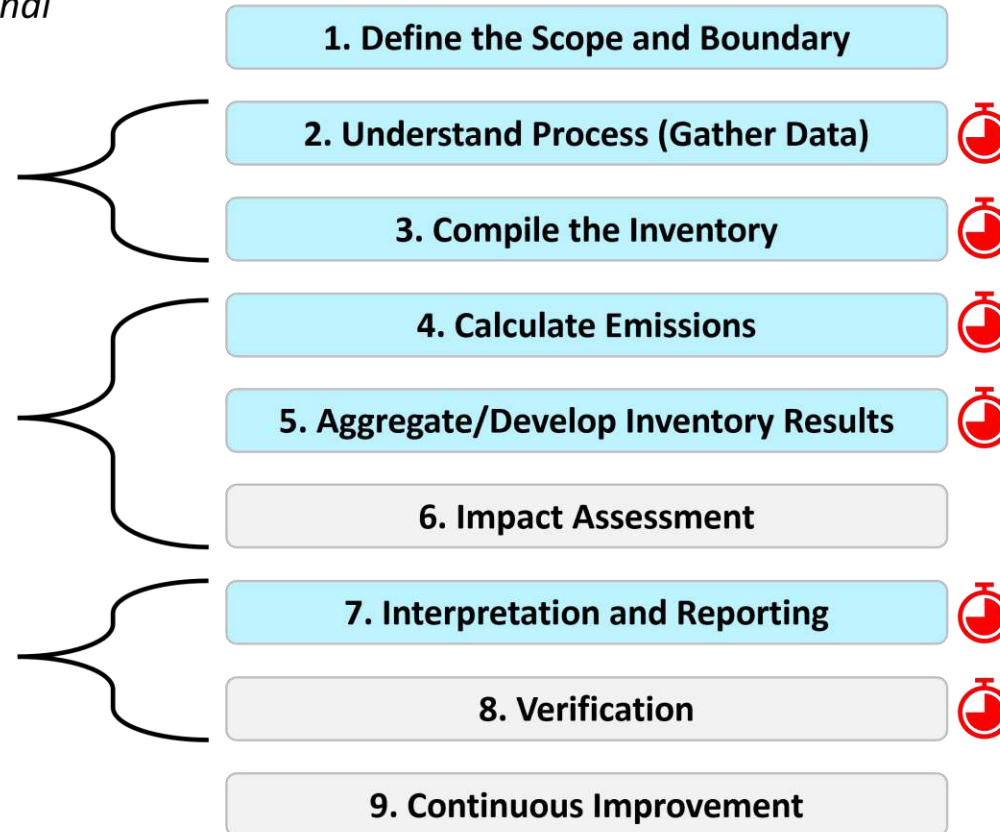 1. Define the Scope and Boundary
2. Understand Process (Gather Data)
3. Compile the Inventory
4. Calculate Emissions
5. Aggregate/Develop Inventory Results
6. Impact Assessment
7. Interpretation and Reporting
8. Verification
9. Continuous Improvement